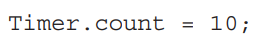 Timer.count = 10;